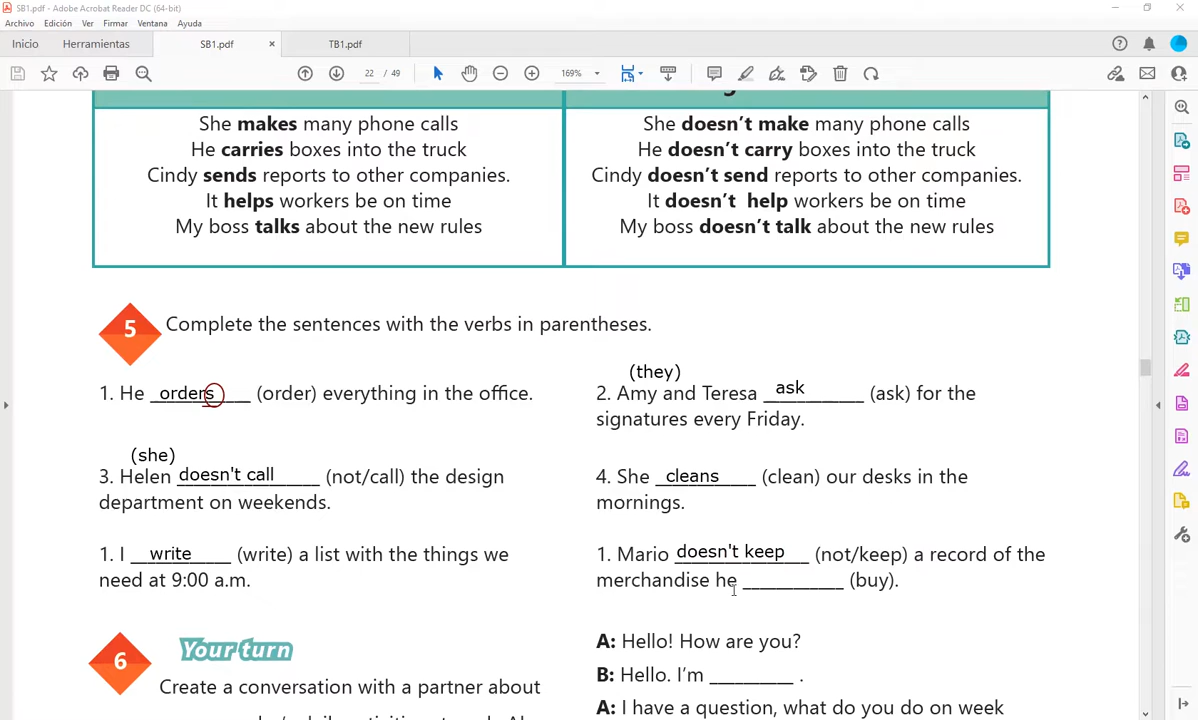 SB1.pdf - Adobe Acrobat Reader DC (64-bit)
Archivo Edición Ver Firmar Ventana Ayuda
Inicio Herramientas SB1.pdf × TB1.pdf
22 / 49 169%
She makes many phone calls
He carries boxes into the truck
Cindy sends reports to other companies.
It helps workers be on time
My boss talks about the new rules
She doesn't make many phone calls
He doesn't carry boxes into the truck
Cindy doesn't send reports to other companies.
It doesn't help workers be on time
My boss doesn't talk about the new rules
5 Complete the sentences with the verbs in parentheses.
1. He orders (order) everything in the office.
(they)
2. Amy and Teresa ask (ask) for the
signatures every Friday.
(she)
3. Helen doesn't call (not/call) the design
department on weekends.
4. She cleans (clean) our desks in the
mornings.
1. I write (write) a list with the things we
need at 9:00 a.m.
1. Mario doesn't keep (not/keep) a record of the
merchandise he ____________ (buy).
6 Your turn
Create a conversation with a partner about
A: Hello! How are you?
B: Hello. I'm __________ .
A: I have a question, what do you do on week